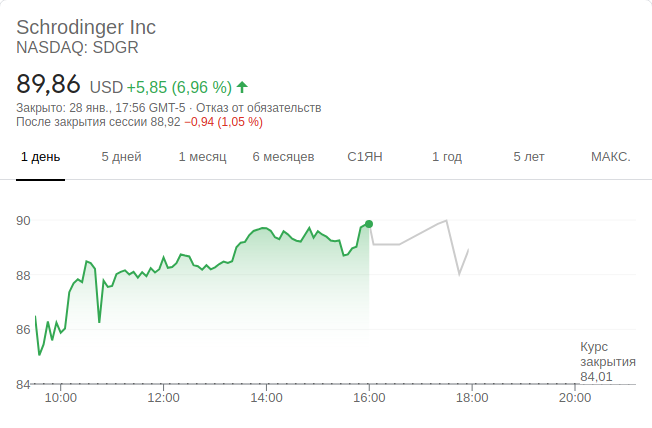 Schrodinger Inc
NASDAQ: SDGR
89,86 USD +5,85 (6,96 %)
Закрыто: 28 янв., 17:56 GMT-5 · Отказ от обязательств
После закрытия сессии 88,92 −0,94 (1,05 %)
1 день 5 дней 1 месяц 6 месяцев С1ЯН 1 год 5 лет МАКС.
90
88
86
Курс
закрытия
84,01
84
10:00 12:00 14:00 16:00 18:00 20:00